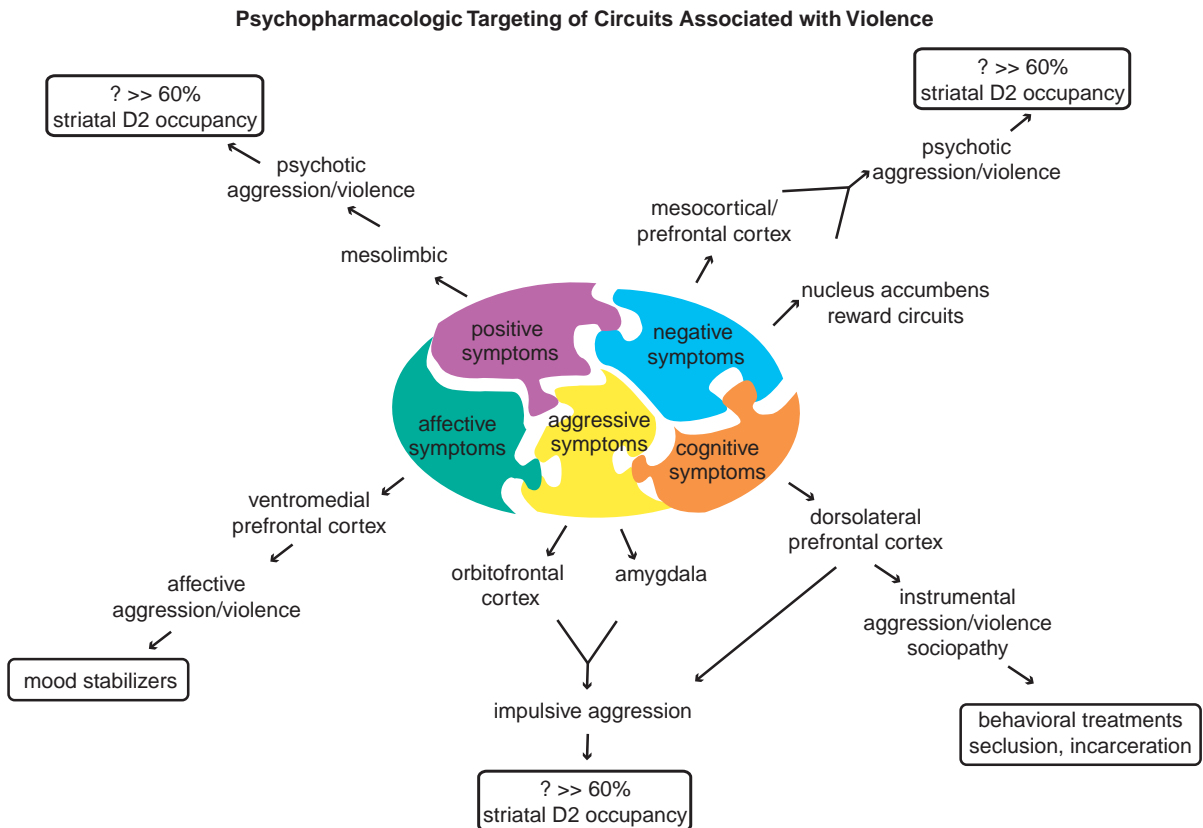 Psychopharmacologic Targeting of Circuits Associated with Violence
? >> 60%
striatal D2 occupancy
psychotic
aggression/violence
mesolimbic
? >> 60%
striatal D2 occupancy
psychotic
aggression/violence
mesocortical/
prefrontal cortex
nucleus accumbens
reward circuits
positive
symptoms
negative
symptoms
affective
symptoms
aggressive
symptoms
cognitive
symptoms
ventromedial
prefrontal cortex
affective
aggression/violence
mood stabilizers
orbitofrontal
cortex
amygdala
impulsive aggression
? >> 60%
striatal D2 occupancy
dorsolateral
prefrontal cortex
instrumental
aggression/violence
sociopathy
behavioral treatments
seclusion, incarceration